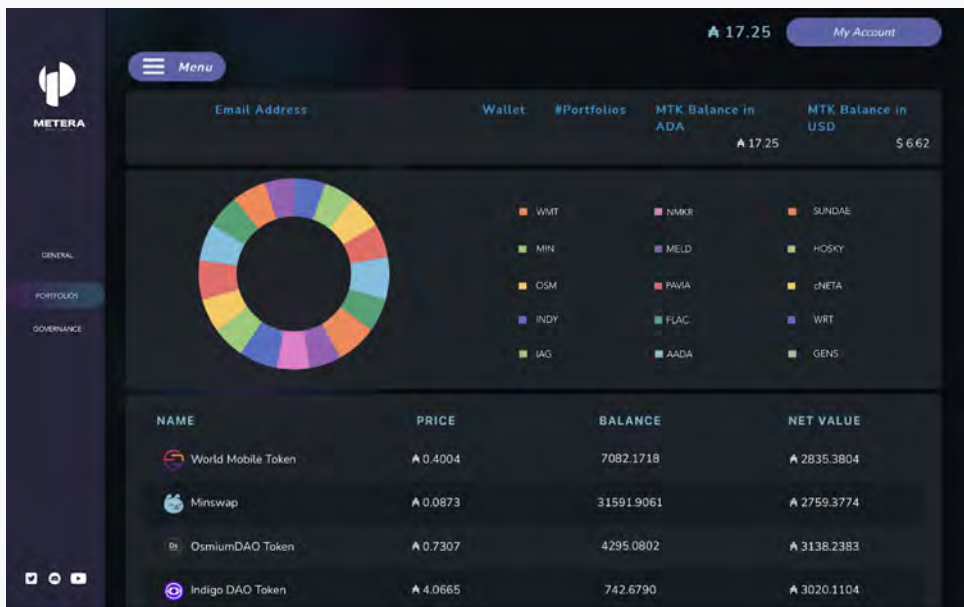 ₳ 17.25 My Account
Menu
METERA
Email Address Wallet #Portfolios MTK Balance in ADA MTK Balance in USD
₳ 17.25 $ 6.62
WMT NMKR SUNDAE
MIN MELD HOSKY
GENERAL
OSM PAVIA cNETA
PORTFOLIOS
INDY FLAC WRT
GOVERNANCE
IAG AADA GENS
NAME PRICE BALANCE NET VALUE
World Mobile Token ₳ 0.4004 7082.1718 ₳ 2835.3804
Minswap ₳ 0.0873 31591.9061 ₳ 2759.3774
Ds OsmiumDAO Token ₳ 0.7307 4295.0802 ₳ 3138.2383
Indigo DAO Token ₳ 4.0665 742.6790 ₳ 3020.1104